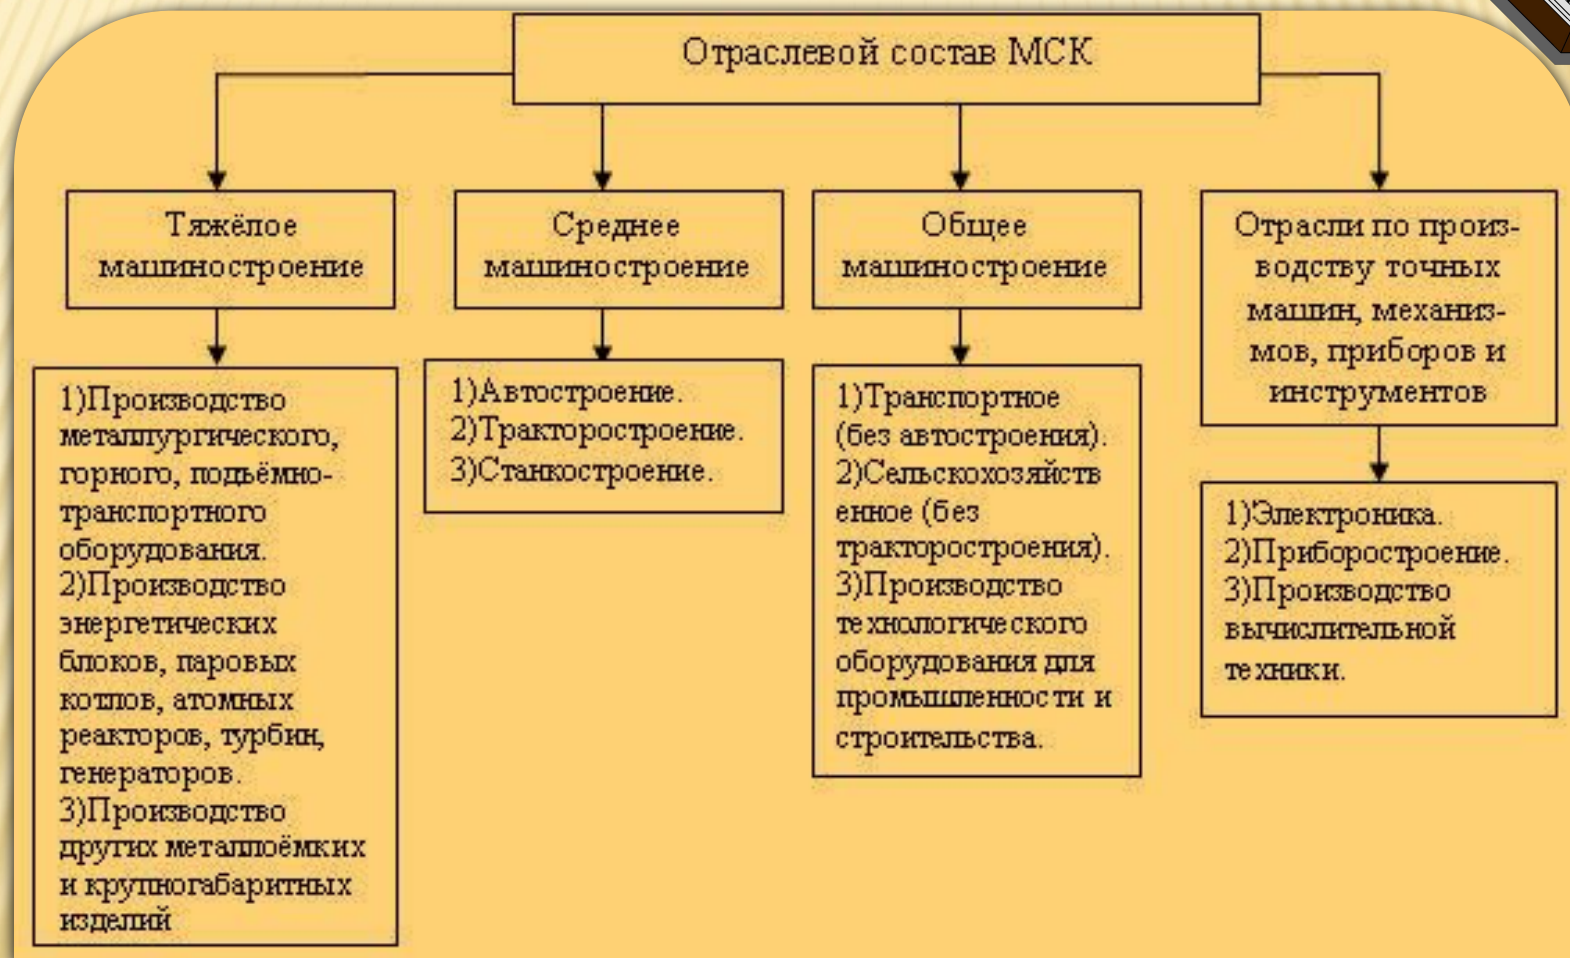 Отраслевой состав МСК
Тяжёлое
машиностроение
Среднее
машиностроение
Общее
машиностроение
Отрасли по произ-
водству точных
машин, механиз-
мов, приборов и
инструментов
1)Производство
металлургического,
горного, подъёмно-
транспортного
оборудования.
2)Производство
энергетических
блоков, паровых
котлов, атомных
реакторов, турбин,
генераторов.
3)Производство
других металлоёмких
и крупногабаритных
изделий
1)Автостроение.
2)Тракторостроение.
3)Станкостроение.
1)Транспортное
(без автостроения).
2)Сельскохозяйств
енное (без
тракторостроения).
3)Производство
технологического
оборудования для
промышленности и
строительства.
1)Электроника.
2)Приборостроение.
3)Производство
вычислительной
техники.